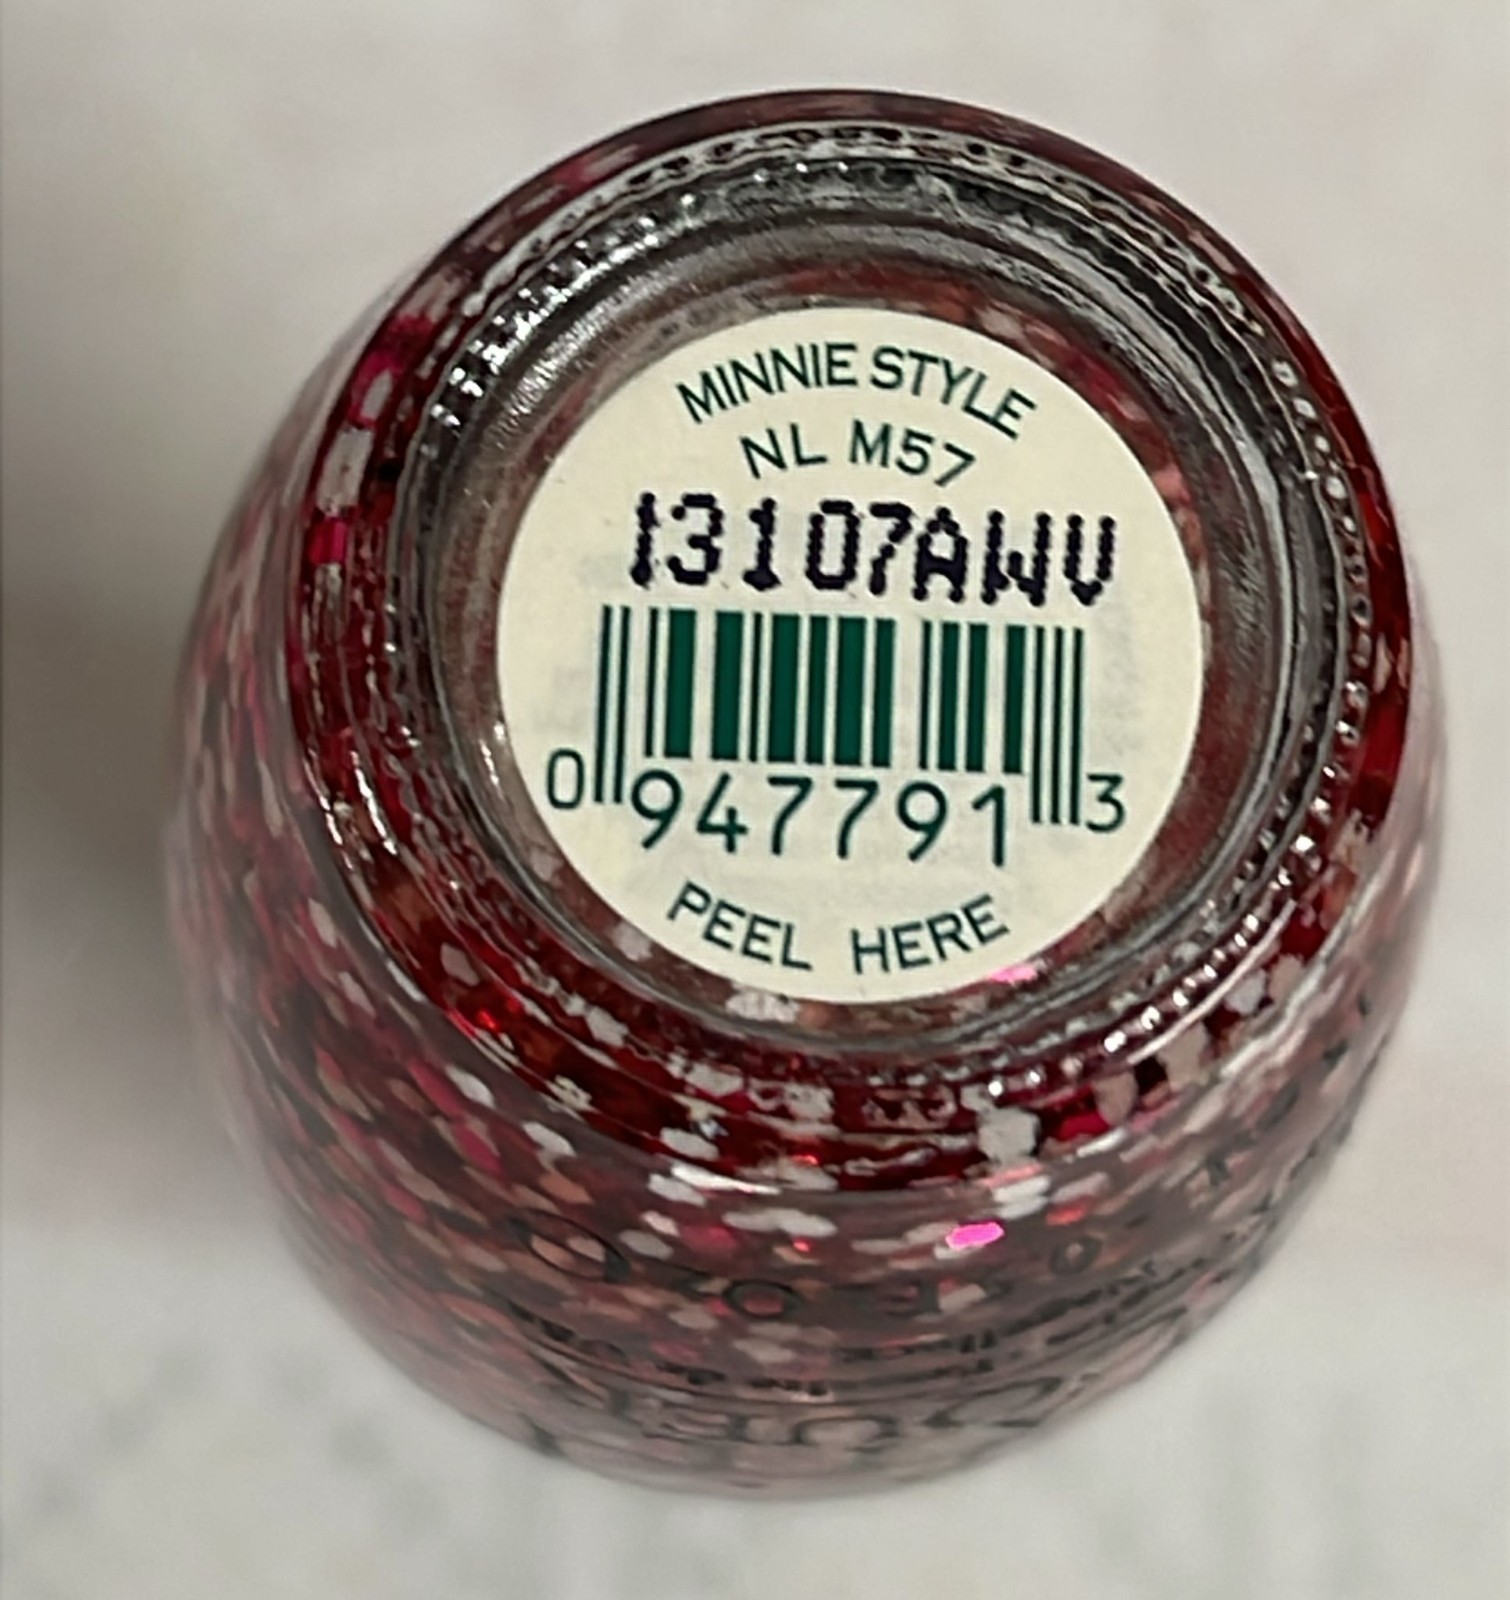 MINNIE STYLE
NL M57
13107AWV
0 947791 3
PEEL HERE